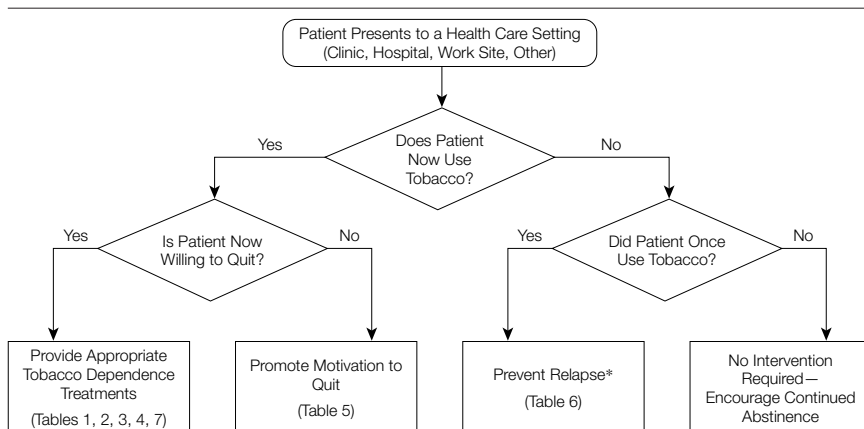 Patient Presents to a Health Care Setting
(Clinic, Hospital, Work Site, Other)
Does Patient
Now Use
Tobacco?
Yes
No
Is Patient Now
Willing to Quit?
Yes
No
Did Patient Once
Use Tobacco?
Yes
No
Provide Appropriate
Tobacco Dependence
Treatments
(Tables 1, 2, 3, 4, 7)
Promote Motivation to
Quit
(Table 5)
Prevent Relapse*
(Table 6)
No Intervention
Required—
Encourage Continued
Abstinence